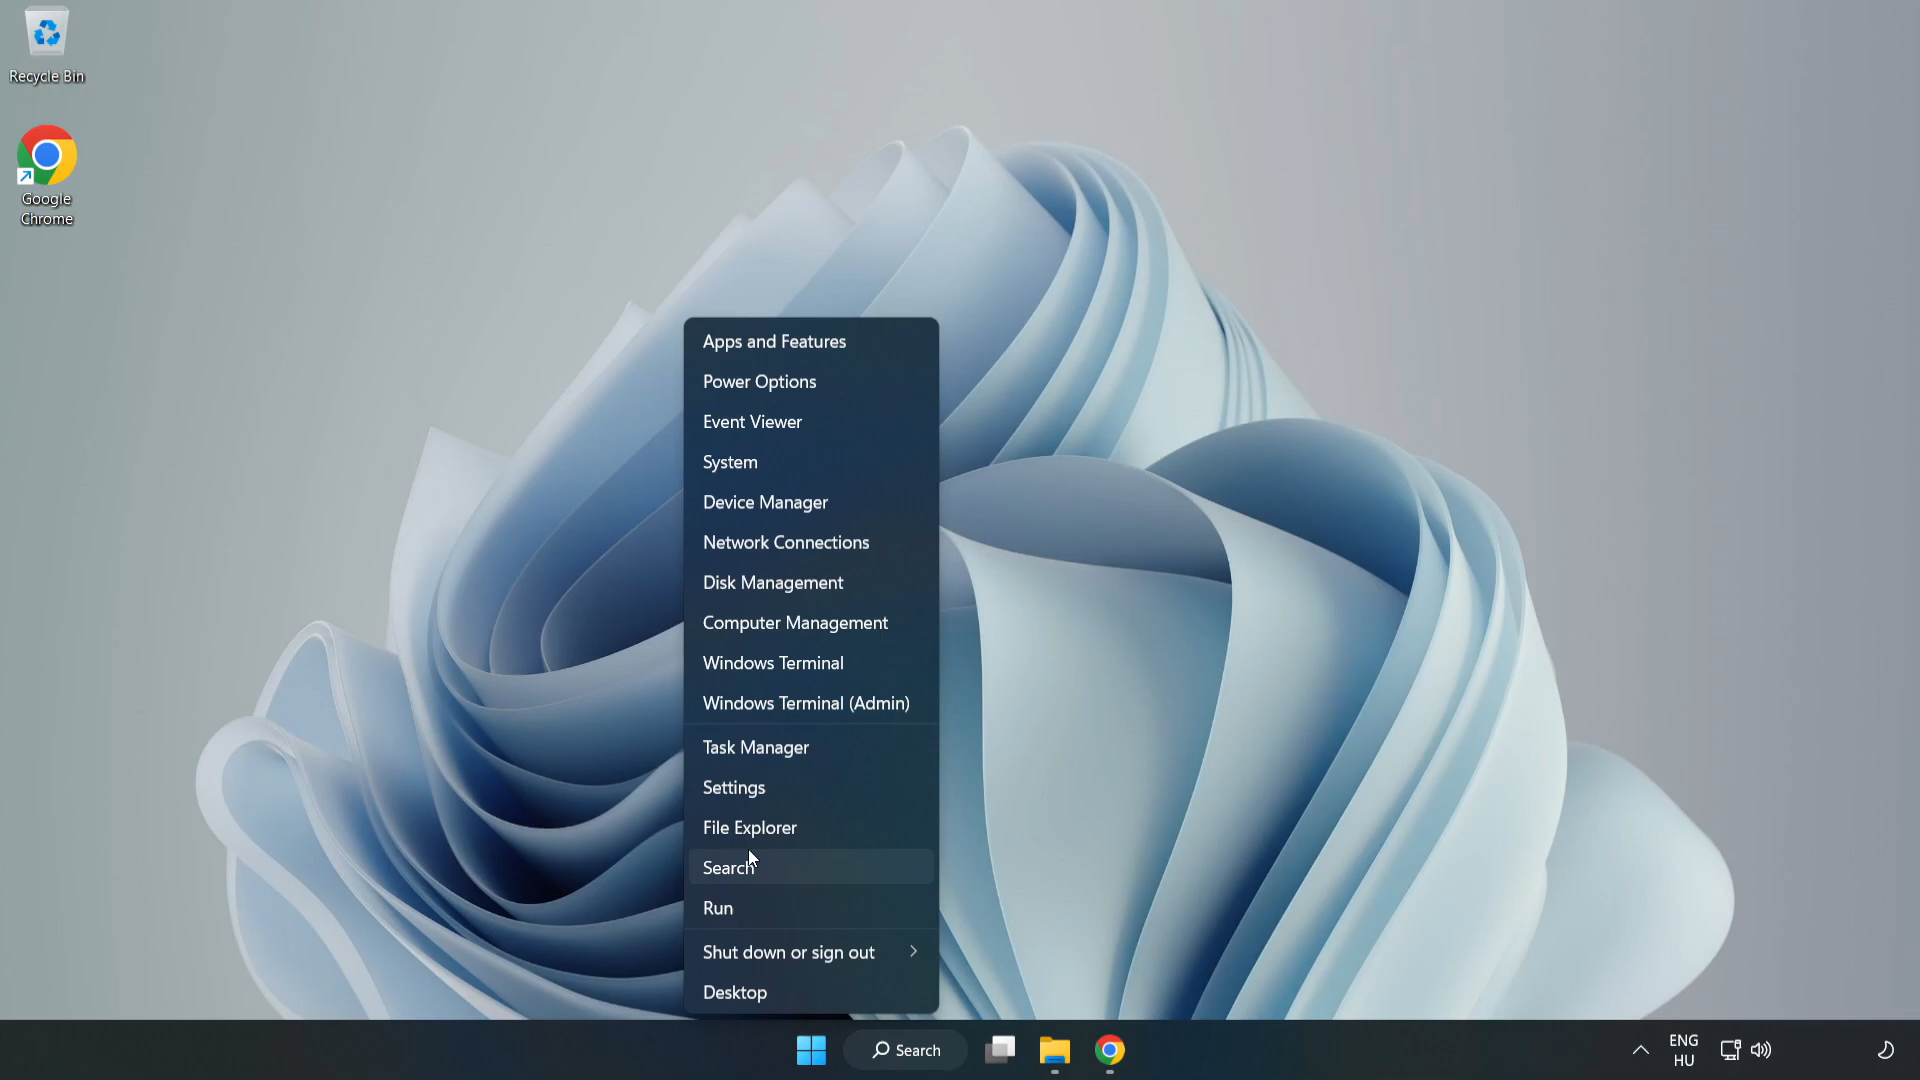 Recycle Bin
Google
Chrome
Apps and Features
Power Options
Event Viewer
System
Device Manager
Network Connections
Disk Management
Computer Management
Windows Terminal
Windows Terminal (Admin)
Task Manager
Settings
File Explorer
Search
Run
Shut down or sign out
Desktop
Search
ENG
HU